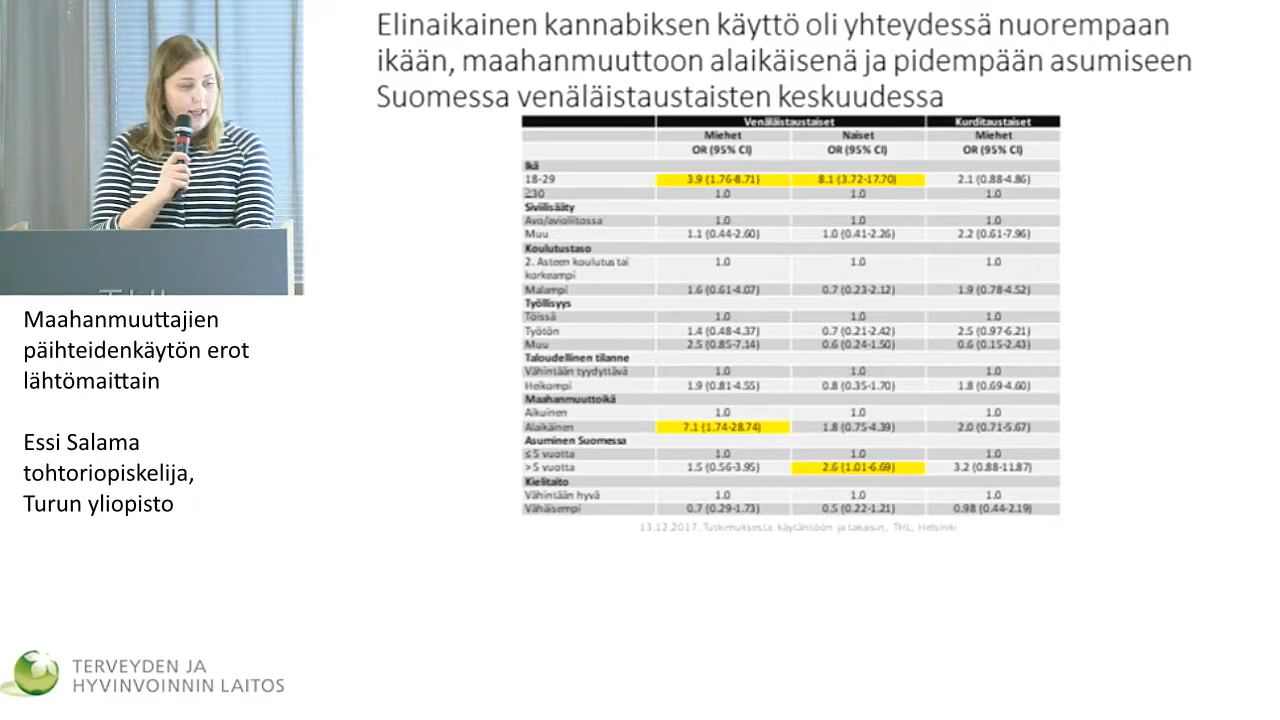 Elinaikainen kannabiksen käyttö oli yhteydessä nuorempaan
ikään, maahanmuuttoon alaikäisenä ja pidempään asumiseen
Suomessa venäläistaustaisten keskuudessa
Venäläistaustaiset Kurditaustaiset
Miehet Naiset Miehet
OR (95% CI) OR (95% CI) OR (95% CI)
Ikä
18-29 3.9 (1.76-8.71) 8.1 (3.72-17.70) 2.1 (0.88-4.86)
≥30 1.0 1.0 1.0
Siviilisääty
Avo/avioliitossa 1.0 1.0 1.0
Muu 1.1 (0.44-2.60) 1.0 (0.41-2.26) 2.2 (0.61-7.96)
Koulutustaso
2. Asteen koulutus tai 1.0 1.0 1.0
korkeampi
Matampi 1.6 (0.61-4.07) 0.7 (0.23-2.12) 1.9 (0.78-4.52)
Työllisyys
Töissä 1.0 1.0 1.0
Työtön 1.4 (0.48-4.37) 0.7 (0.21-2.42) 2.5 (0.97-6.21)
Muu 2.5 (0.85-7.14) 0.6 (0.24-1.50) 0.6 (0.15-2.43)
Taloudellinen tilanne
Vähintään tyydyttävä 1.0 1.0 1.0
Heikompi 1.9 (0.81-4.55) 0.8 (0.35-1.70) 1.8 (0.69-4.60)
Maahanmuuttoikä
Aikuinen 1.0 1.0 1.0
Alaikäinen 7.1 (1.74-28.74) 1.8 (0.75-4.39) 2.0 (0.71-5.67)
Asuminen Suomessa
≤5 vuotta 1.0 1.0 1.0
>5 vuotta 1.5 (0.56-3.95) 2.6 (1.01-6.69) 3.2 (0.88-11.87)
Kielitaito
Vähintään hyvä 1.0 1.0 1.0
Vähäisempi 0.7 (0.29-1.73) 0.5 (0.22-1.21) 0.98 (0.44-2.19)
13.12.2017, Tutkimuksesta käytäntöön ja takaisin, THL, Helsinki
Maahanmuuttajien
päihteidenkäytön erot
lähtömaittain
Essi Salama
tohtoriopiskelija,
Turun yliopisto
TERVEYDEN JA
HYVINVOINNIN LAITOS